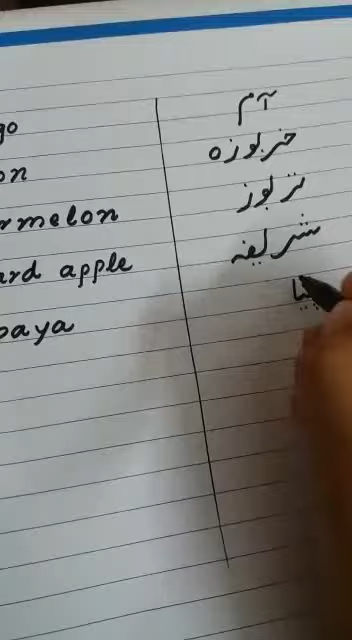 go آم
on خربوزہ
rmelon تربوز
ard apple شریفہ
paya